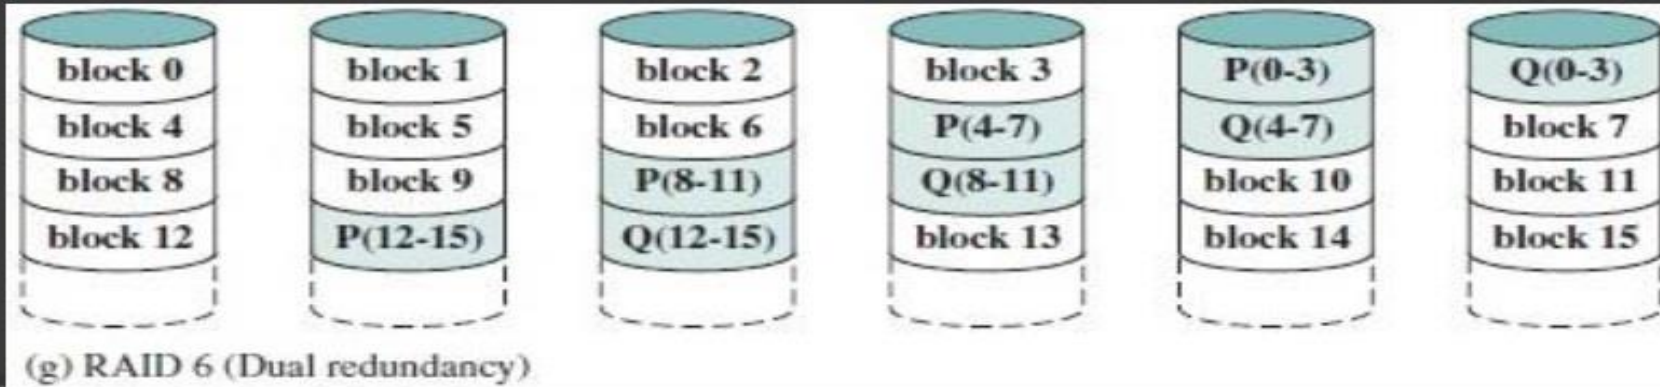 block 0 block 1 block 2 block 3 P(0-3) Q(0-3)
block 4 block 5 block 6 P(4-7) Q(4-7) block 7
block 8 block 9 P(8-11) Q(8-11) block 10 block 11
block 12 P(12-15) Q(12-15) block 13 block 14 block 15
(g) RAID 6 (Dual redundancy)